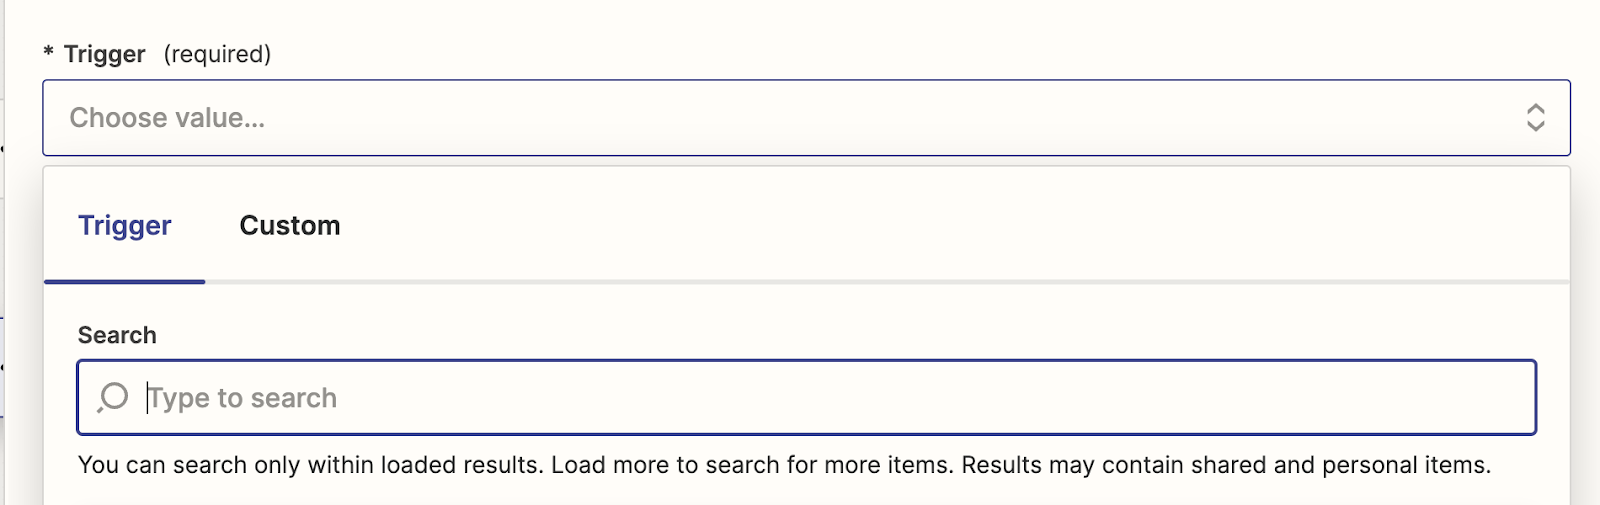 * Trigger (required)
Choose value...
Trigger Custom
Search
Type to search
You can search only within loaded results. Load more to search for more items. Results may contain shared and personal items.